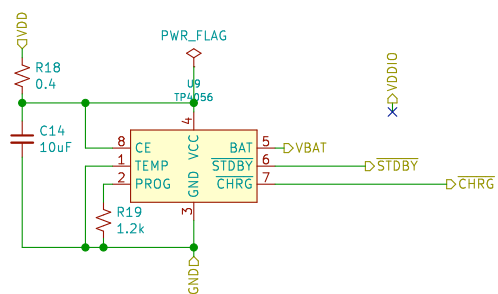 VDD
PWR_FLAG
R18
0.4
U9
TP4056
VDDIO
C14
10uF
4
VCC
8 CE
BAT 5 VBAT
1 TEMP
STDBY 6 STDBY
2 PROG
CHRG 7 CHRG
GND
3
R19
1.2k
GND